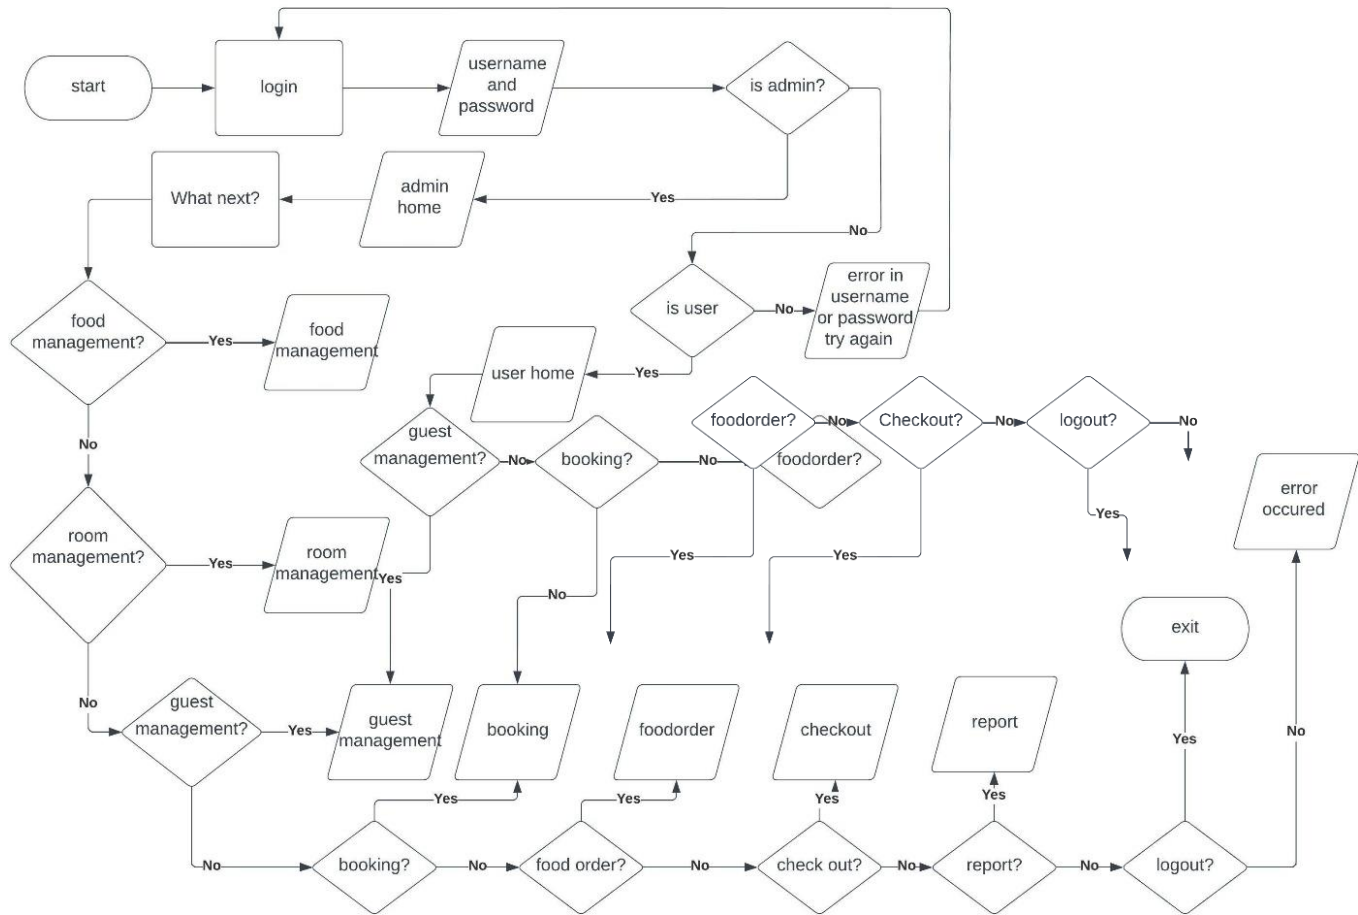 start
login
username
and
password
is admin?
What next?
admin
home
Yes
No
is user
No
error in
username
or password
try again
food
management?
Yes
food
management
user home
Yes
No
guest
management?
No
booking?
No
foodorder?
foodorder?
No
Checkout?
No
logout?
No
room
management?
Yes
room
management
Yes
No
Yes
Yes
Yes
error
occured
exit
No
guest
management?
Yes
guest
management
booking
foodorder
checkout
report
Yes
No
Yes
Yes
Yes
Yes
No
booking?
No
food order?
No
check out?
No
report?
No
logout?